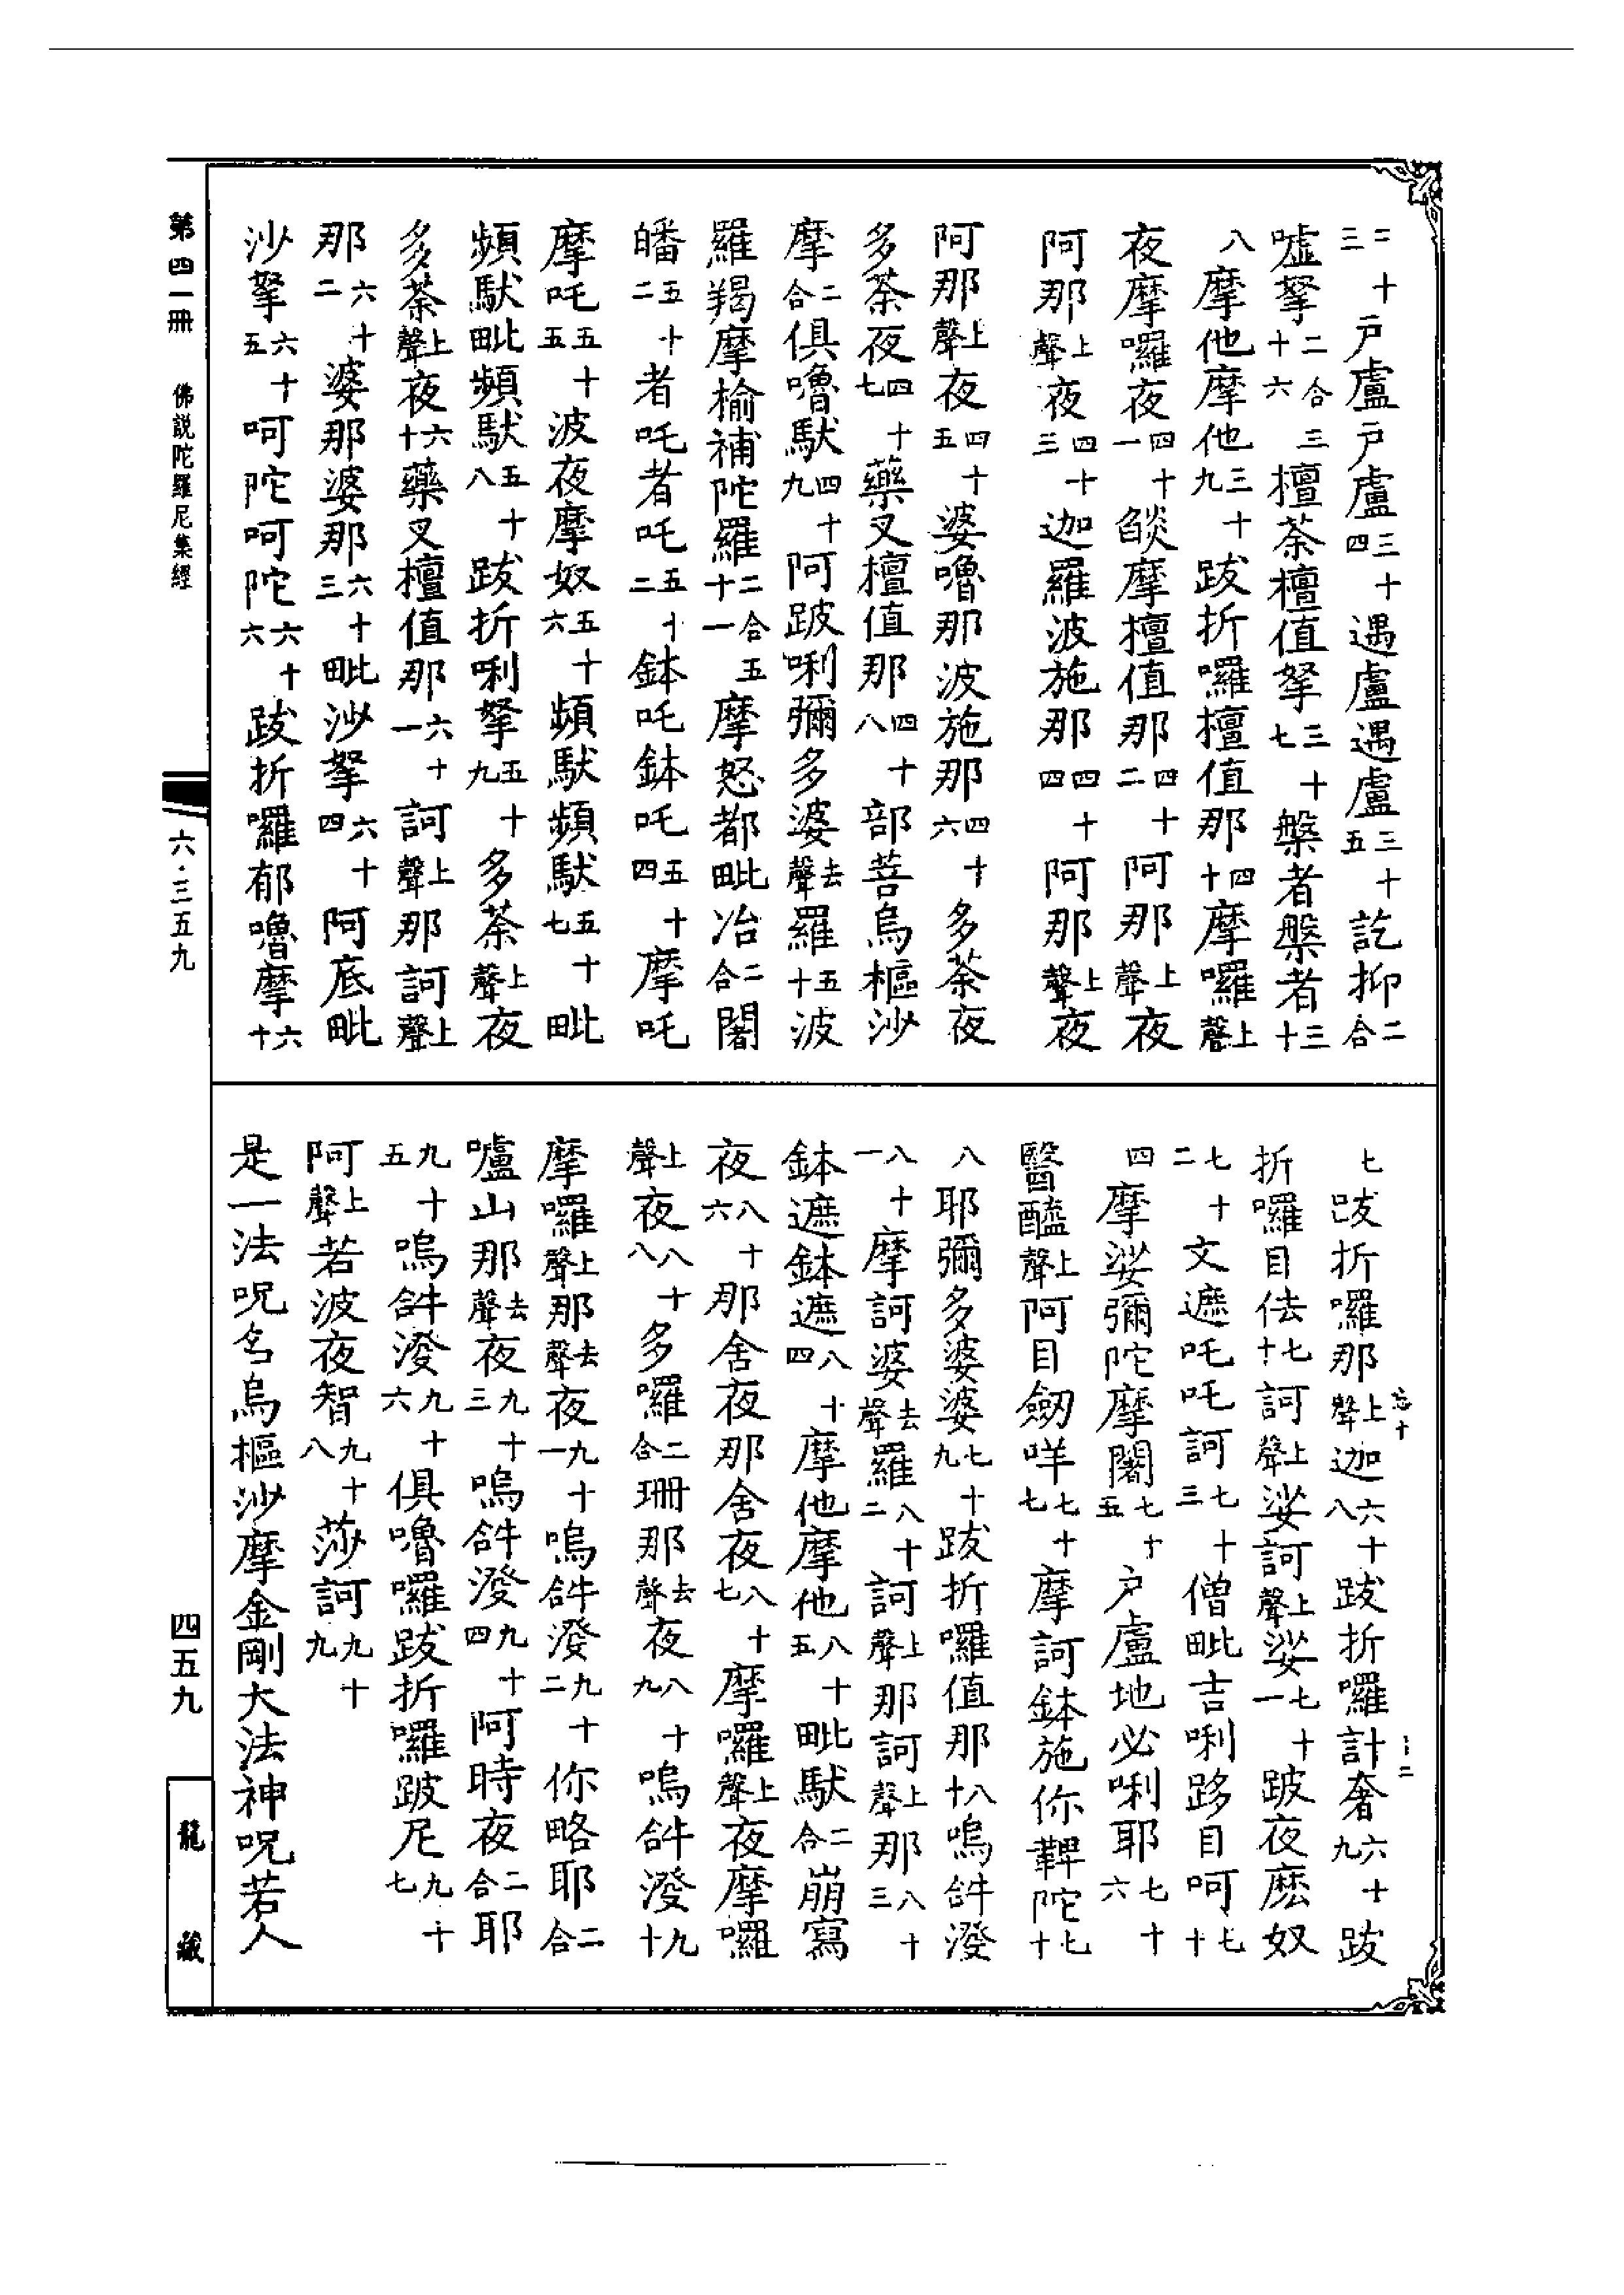 二十三戶盧戶盧三十四遏盧遏盧三十五訖抑二合
嘘拏二合三十六檀茶檀值拏三十七槃者槃者三十
八摩他摩他三十九跋折囉檀值那四十摩囉上聲
夜摩囉夜四十一燄摩檀值那四十二阿那上聲夜
阿那上聲夜四十三迦羅波施那四十四阿那上聲夜
阿那上聲夜四十五婆嚕那波施那四十六多茶夜
多茶夜四十七藥叉檀值那四十八部菩烏樞沙
摩二合俱嚕馱四十九阿跛唎彌多婆去聲羅五十波
羅羯摩榆補陀羅二合五十一摩怒都毗冶二合闍
皤五十二者吒者吒五十二鉢吒鉢吒五十四摩吒
摩吒五十五波夜摩奴五十六頻馱頻馱五十七毗
頻馱毗頻馱五十八跋折唎拏五十九多茶上聲夜
多茶上聲夜六十藥叉檀值那六十一訶上聲那訶上聲
那六十二婆那婆那六十三毗沙拏六十四阿底毗
沙拏六十五呵陀呵陀六十六跋折囉郁嚕摩六十
七跋折囉那上聲迦六十八跋折囉計奢六十九跋
折囉目佉七十訶上聲娑訶上聲娑七十一跛夜麽奴
七十二文遮吒吒訶七十三僧毗吉唎跢目呵七十
四摩娑彌陀摩闍七十五戶盧地必唎耶七十六
醫醯上聲阿目劔咩七十七摩訶鉢施你鞞陀七十
八耶彌多婆婆七十九跋折囉值那八十嗚𤙖潑
八十一摩訶婆去聲羅八十二訶上聲那訶上聲那八十三
鉢遮鉢遮八十四摩他摩他八十五毗馱二合崩寫
夜八十六那舍夜那舍夜八十七摩囉上聲夜摩囉
上聲夜八十八多囉二合珊那去聲夜八十九嗚𤙖潑九十
摩囉上聲那去聲夜九十一嗚𤙖潑九十二你略耶二合
嚧山那去聲夜九十三嗚𤙖潑九十四阿時夜二合耶
九十五嗚𤙖潑九十六俱嚕囉跋折囉跛尼九十七
阿上聲若波夜智九十八莎訶九十九
是一法呪名烏樞沙摩金剛大法神呪若人
第四一冊　佛說陀羅尼集經
六·三五九
四五九
龍藏